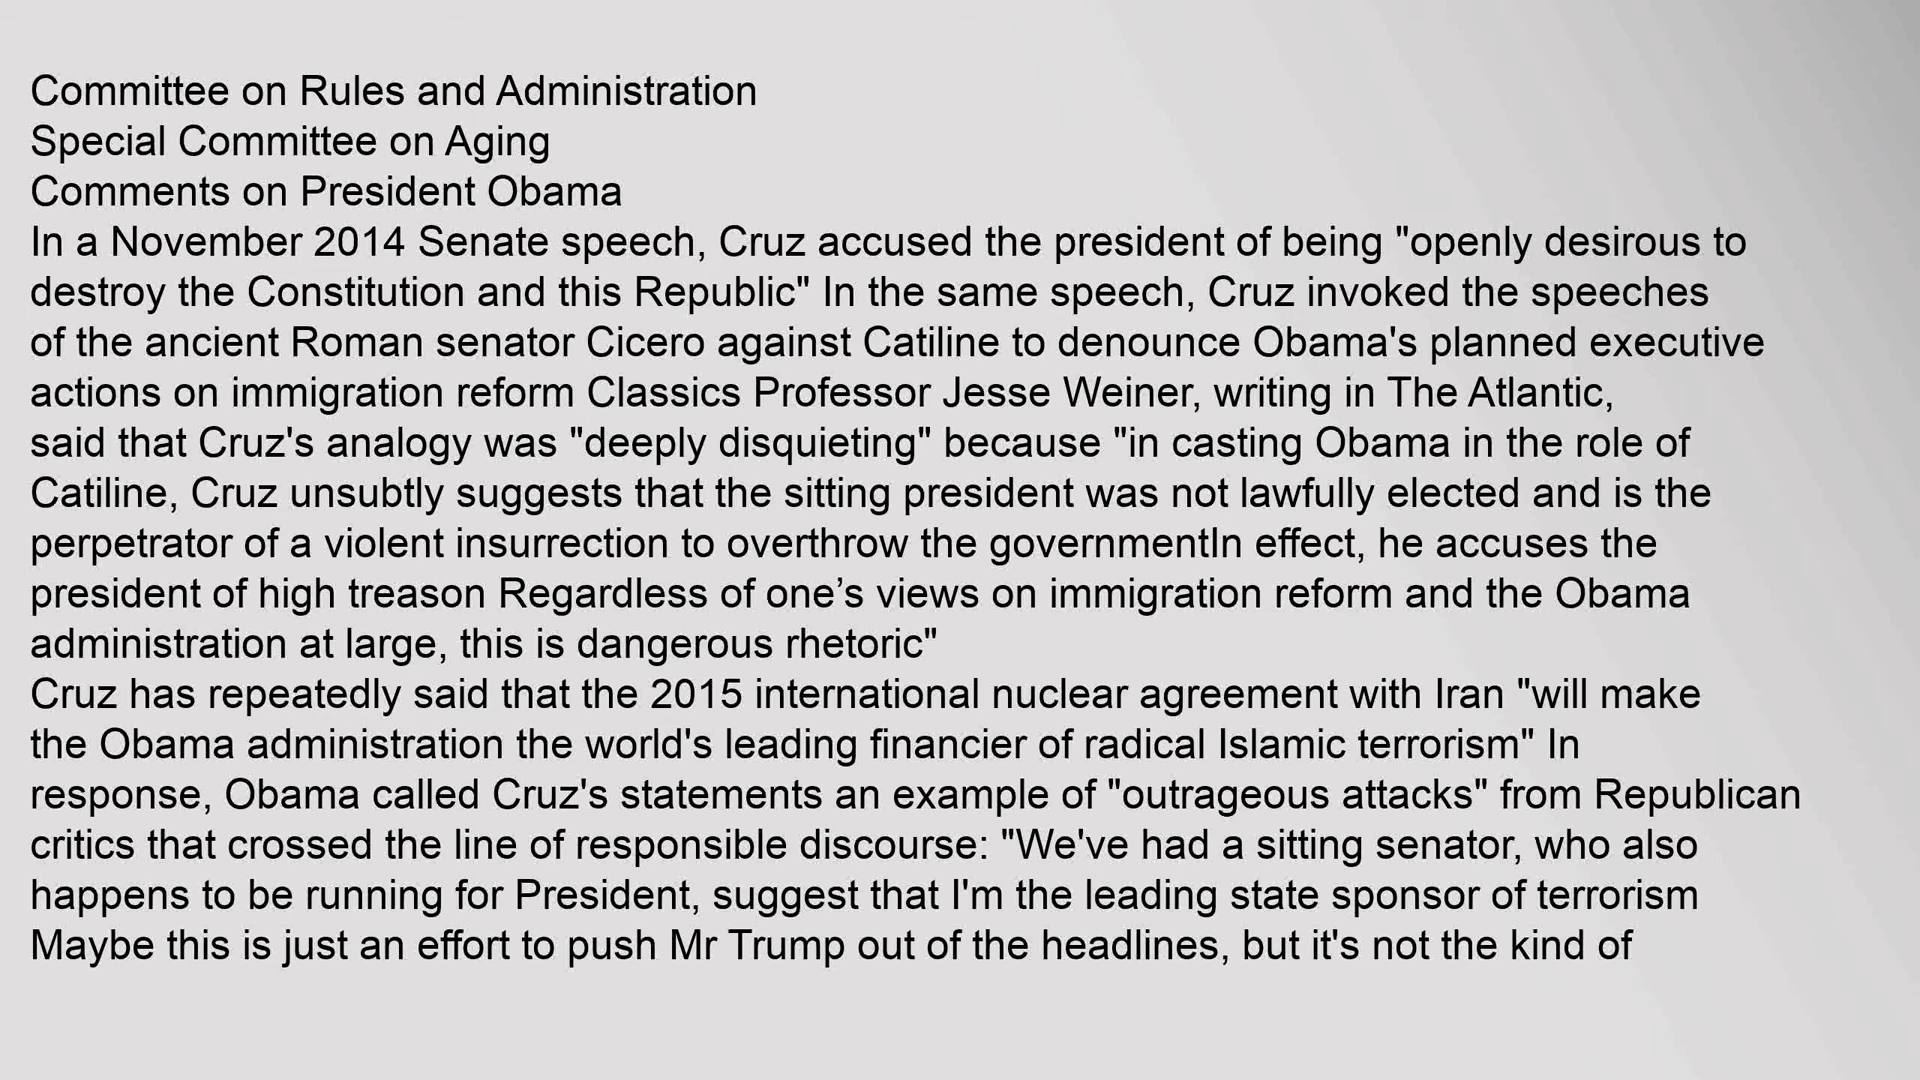 Committee on Rules and Administration
Special Committee on Aging
Comments on President Obama
In a November 2014 Senate speech, Cruz accused the president of being "openly desirous to
destroy the Constitution and this Republic" In the same speech, Cruz invoked the speeches
of the ancient Roman senator Cicero against Catiline to denounce Obama's planned executive
actions on immigration reform Classics Professor Jesse Weiner, writing in The Atlantic,
said that Cruz's analogy was "deeply disquieting" because "in casting Obama in the role of
Catiline, Cruz unsubtly suggests that the sitting president was not lawfully elected and is the
perpetrator of a violent insurrection to overthrow the governmentIn effect, he accuses the
president of high treason Regardless of one’s views on immigration reform and the Obama
administration at large, this is dangerous rhetoric"
Cruz has repeatedly said that the 2015 international nuclear agreement with Iran "will make
the Obama administration the world's leading financier of radical Islamic terrorism" In
response, Obama called Cruz's statements an example of "outrageous attacks" from Republican
critics that crossed the line of responsible discourse: "We've had a sitting senator, who also
happens to be running for President, suggest that I'm the leading state sponsor of terrorism
Maybe this is just an effort to push Mr Trump out of the headlines, but it's not the kind of